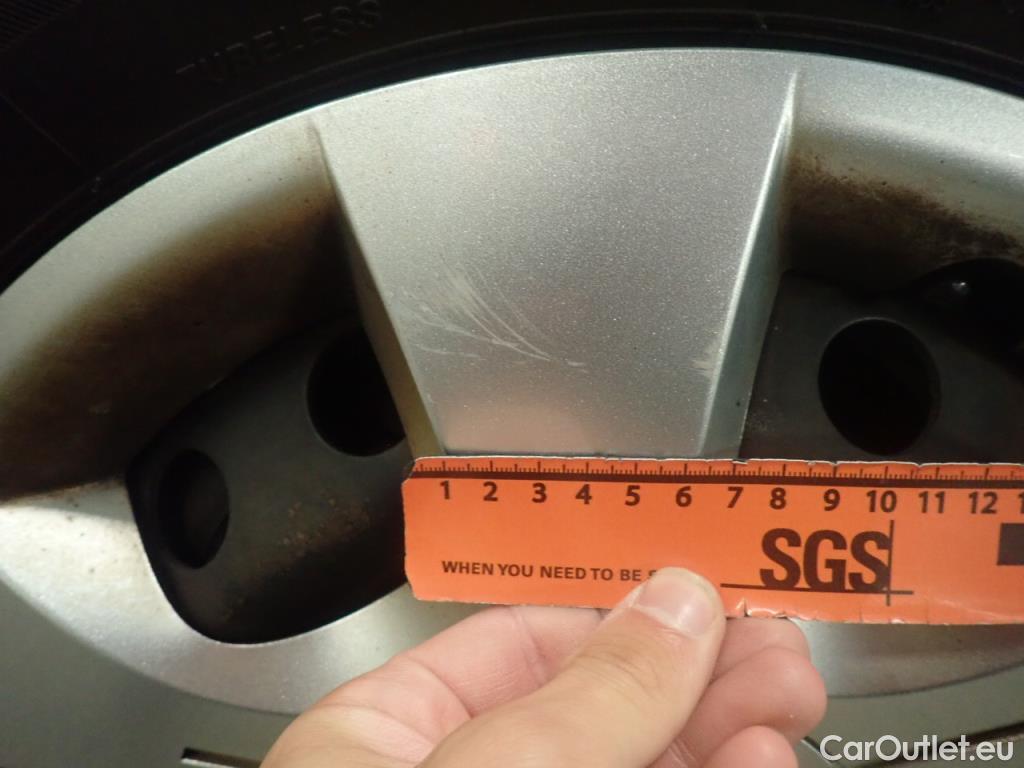 TUBELESS
1 2 3 4 5 6 7 8 9 10 11 12
SGS
WHEN YOU NEED TO BE
CarOutlet.eu